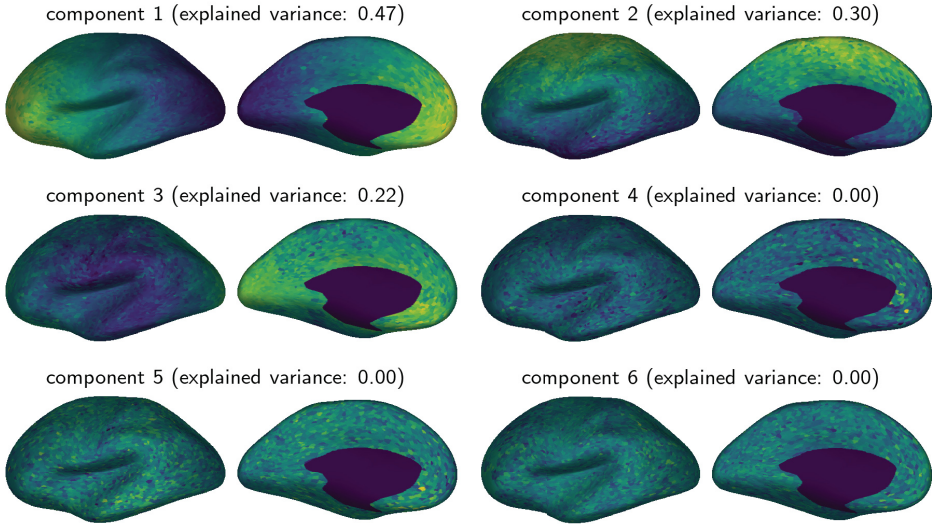 component 1 (explained variance: 0.47)
component 2 (explained variance: 0.30)
component 3 (explained variance: 0.22)
component 4 (explained variance: 0.00)
component 5 (explained variance: 0.00)
component 6 (explained variance: 0.00)